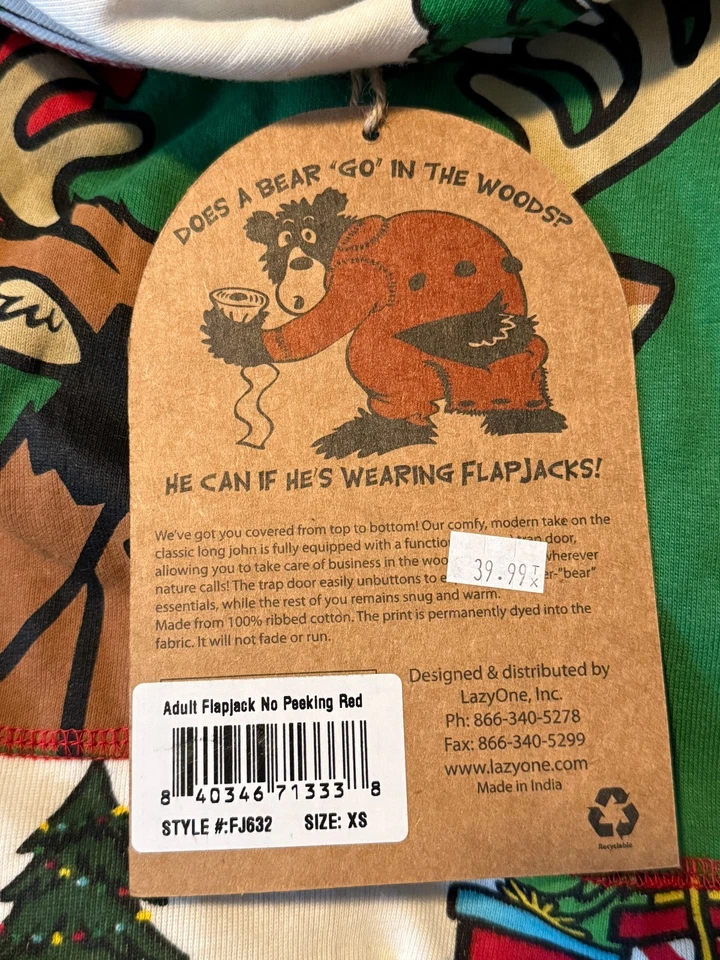 DOES A BEAR "GO" IN THE WOODS?
HE CAN IF HE'S WEARING FLAPJACKS!
We've got you covered from top to bottom! Our comfy, modern take on the
classic long john is fully equipped with a door,
allowing you to take care of business in the wherever
nature calls! The trap door easily unbuttons to "bear"
essentials, while the rest of you remains snug and warm.
Made from 100% ribbed cotton. The print is permanently dyed into the
fabric. It will not fade or run.
39.99 TX
Adult Flapjack No Peeking Red
8 40346 71333 8
STYLE #:FJ632 SIZE: XS
Designed & distributed by
LazyOne, Inc.
Ph: 866-340-5278
Fax: 866-340-5299
www.lazyone.com
Made in India
Recyclable